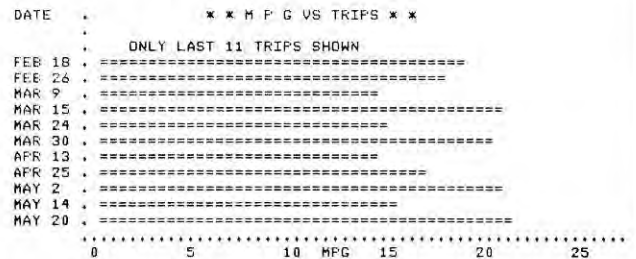 DATE . * * M P G VS TRIPS * *
.
. ONLY LAST 11 TRIPS SHOWN
FEB 18 . ======================================
FEB 26 . ====================================
MAR 9 . =============================
MAR 15 . ==========================================
MAR 24 . ==============================
MAR 30 . =========================================
APR 13 . =============================
APR 25 . ==================================
MAY 2 . ==========================================
MAY 14 . ===============================
MAY 20 . ===========================================
.....................................................
0 5 10 MPG 15 20 25